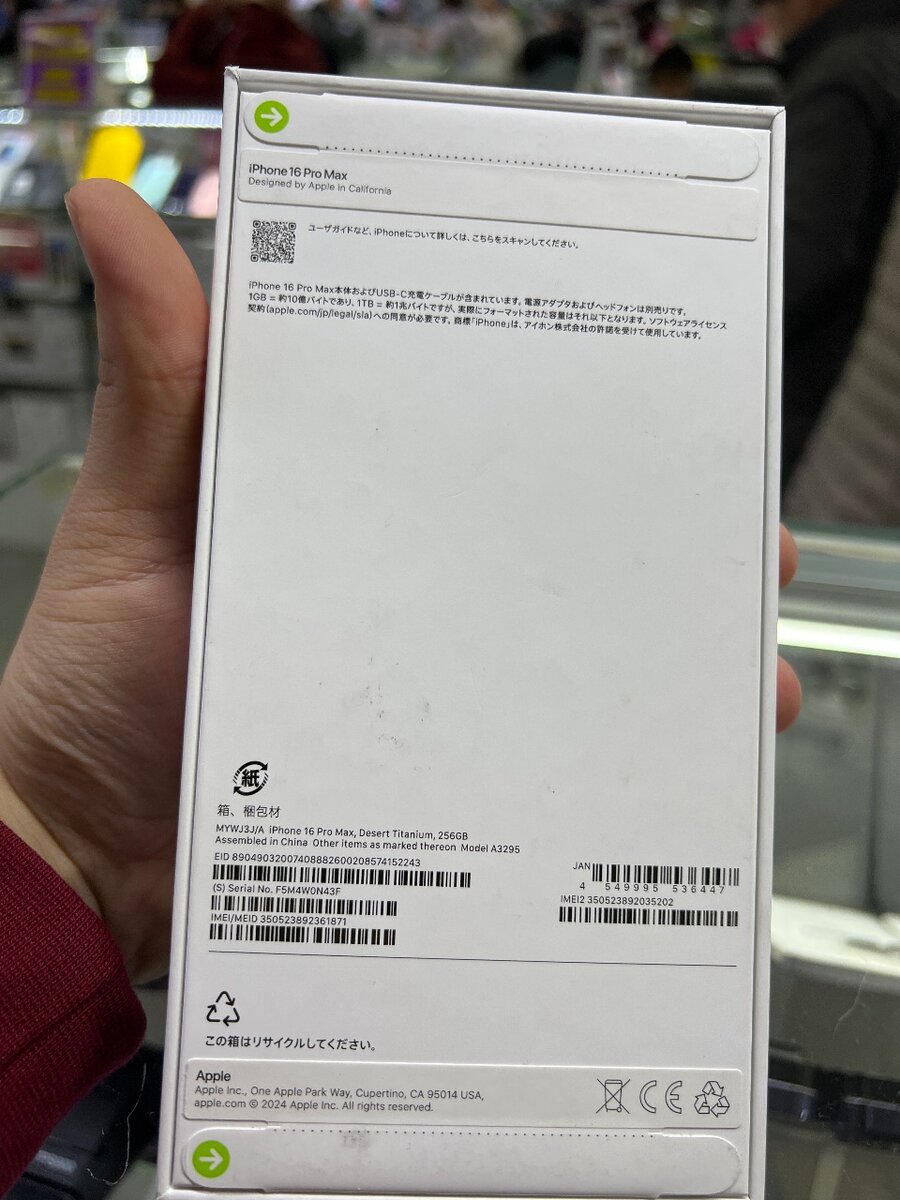 iPhone 16 Pro Max
Designed by Apple in California
ユーザガイドなど、iPhoneについて詳しくは、こちらをスキャンしてください。
iPhone 16 Pro Max本体およびUSB-C充電ケーブルが含まれています。電源アダプタおよびヘッドフォンは別売りです。
1GB = 約10億バイトであり、1TB = 約1兆バイトですが、実際にフォーマットされた容量はそれ以下となります。ソフトウェアライセンス
契約(apple.com/jp/legal/sla)への同意が必要です。商標「iPhone」は、アイホン株式会社の許諾を受けて使用しています。
紙
箱、梱包材
MYWJ3J/A iPhone 16 Pro Max, Desert Titanium, 256GB
Assembled in China Other items as marked thereon Model A3295
EID 89049032007408882600208574152243
JAN
4 549995 536447
(S) Serial No. F5M4W0N43F
IMEI2 350523892035202
IMEI/MEID 350523892361871
この箱はリサイクルしてください。
Apple
Apple Inc., One Apple Park Way, Cupertino, CA 95014 USA,
apple.com © 2024 Apple Inc. All rights reserved.
CE